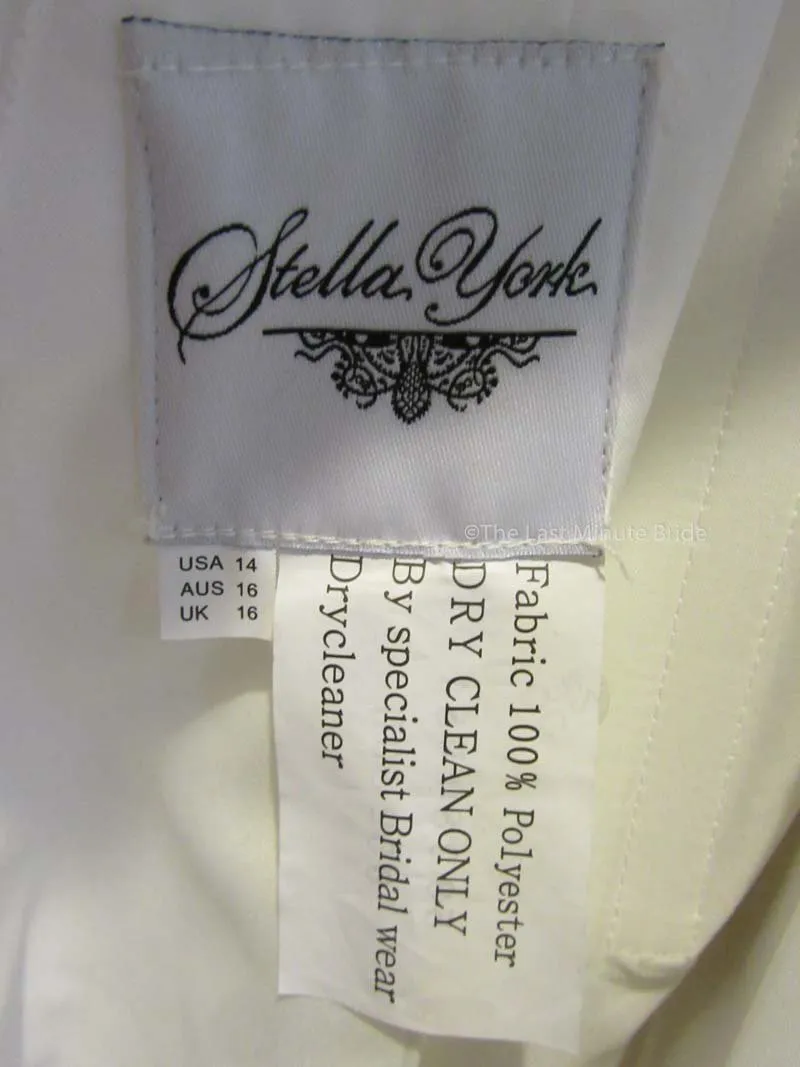 Stella York
©The Last Minute Bride
USA 14
AUS 16
UK 16
Fabric 100% Polyester
DRY CLEAN ONLY
By specialist Bridal wear
Drycleaner